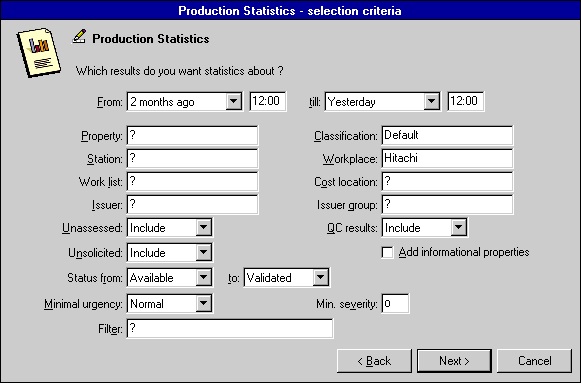 Production Statistics - selection criteria
Production Statistics
Which results do you want statistics about ?
From: 2 months ago 12:00 till: Yesterday 12:00
Property: ? Classification: Default
Station: ? Workplace: Hitachi
Work list: ? Cost location: ?
Issuer: ? Issuer group: ?
Unassessed: Include QC results: Include
Unsolicited: Include Add informational properties
Status from: Available to: Validated
Minimal urgency: Normal Min. severity: 0
Filter: ?
< Back Next > Cancel